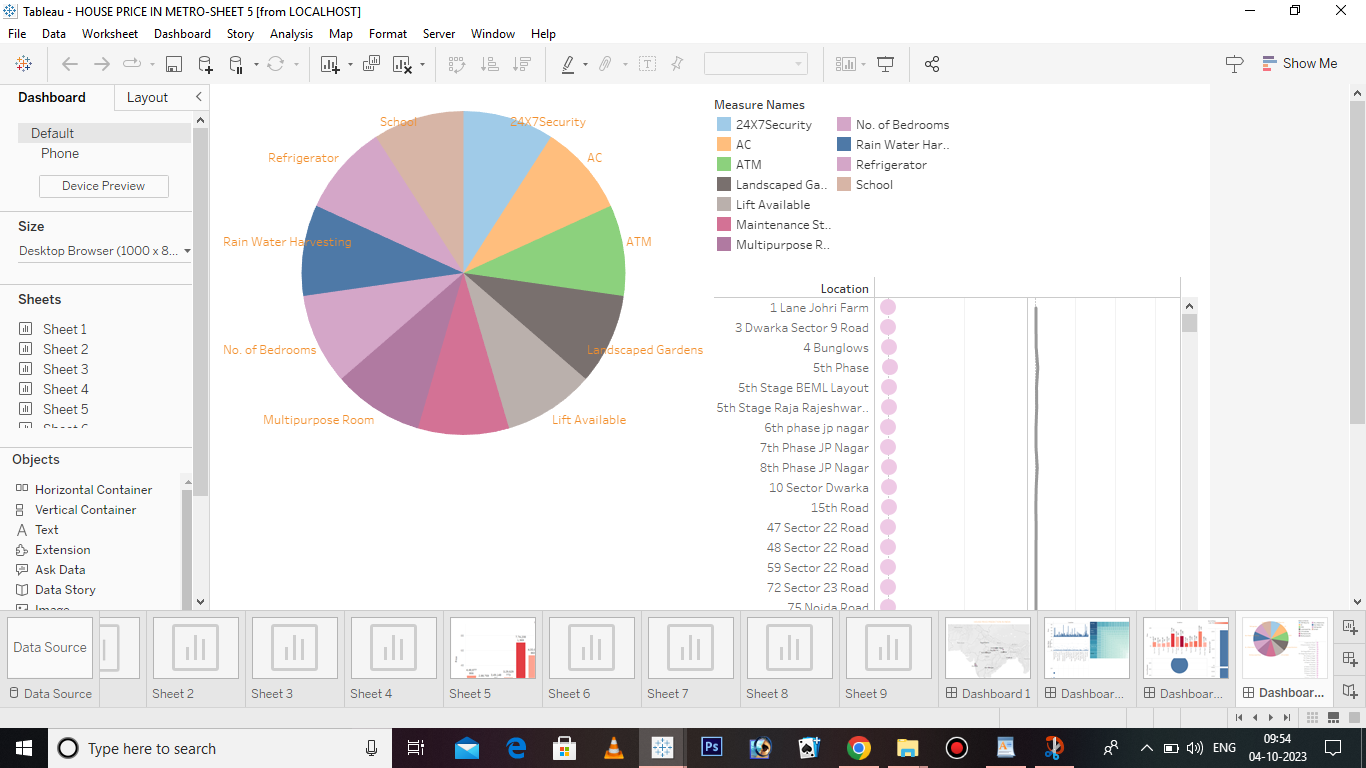 Tableau - HOUSE PRICE IN METRO-SHEET 5 [from LOCALHOST]
File Data Worksheet Dashboard Story Analysis Map Format Server Window Help
Show Me
Dashboard Layout
Default
Phone
Device Preview
Size
Desktop Browser (1000 x 8...
Sheets
Sheet 1
Sheet 2
Sheet 3
Sheet 4
Sheet 5
Objects
Horizontal Container
Vertical Container
Text
Extension
Ask Data
Data Story
Image
School
24X7Security
Refrigerator
AC
Rain Water Harvesting
ATM
No. of Bedrooms
Landscaped Gardens
Multipurpose Room
Lift Available
Measure Names
24X7Security
AC
ATM
Landscaped Ga..
Lift Available
Maintenance St..
Multipurpose R..
No. of Bedrooms
Rain Water Har..
Refrigerator
School
Location
1 Lane Johri Farm
3 Dwarka Sector 9 Road
4 Bunglows
5th Phase
5th Stage BEML Layout
5th Stage Raja Rajeshwar..
6th phase jp nagar
7th Phase JP Nagar
8th Phase JP Nagar
10 Sector Dwarka
15th Road
47 Sector 22 Road
48 Sector 22 Road
59 Sector 22 Road
72 Sector 23 Road
75 Noida Road
Data Source
Data Source
Sheet 2
Sheet 3
Sheet 4
Sheet 5
Sheet 6
Sheet 7
Sheet 8
Sheet 9
Dashboard 1
Dashboar...
Dashboar...
Dashboar...
Type here to search
Ps
ENG
09:54
04-10-2023